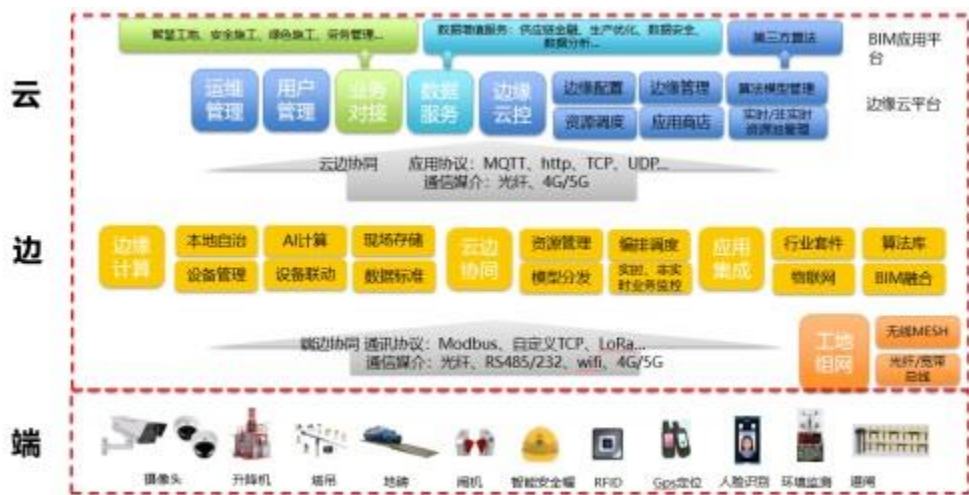 智慧工地、安全施工、绿色施工、劳务管理...
数据增值服务：供应链金融、生产优化、数据安全、
数据分析...
第三方算法
BIM应用平
台
云
运维
管理
用户
管理
业务
对接
数据
服务
边缘
云控
边缘配置
边缘管理
算法模型管理
资源调度
应用商店
实时/非实时
资源池管理
边缘云平台
云边协同 应用协议：MQTT、http、TCP、UDP...
通信媒介：光纤、4G/5G
边
边缘
计算
本地自治
AI计算
现场存储
设备管理
设备联动
数据标准
云边
协同
资源管理
编排调度
模型分发
实时、非实
时业务监控
应用
集成
行业套件
算法库
物联网
BIM融合
端边协同 通讯协议：Modbus、自定义TCP、LoRa...
通信媒介：光纤、RS485/232、wifi、4G/5G
工地
组网
无线MESH
光纤/宽带
总线
端
摄像头
升降机
塔吊
地磅
闸机
智能安全帽
RFID
Gps定位
人脸识别
环境监测
道闸